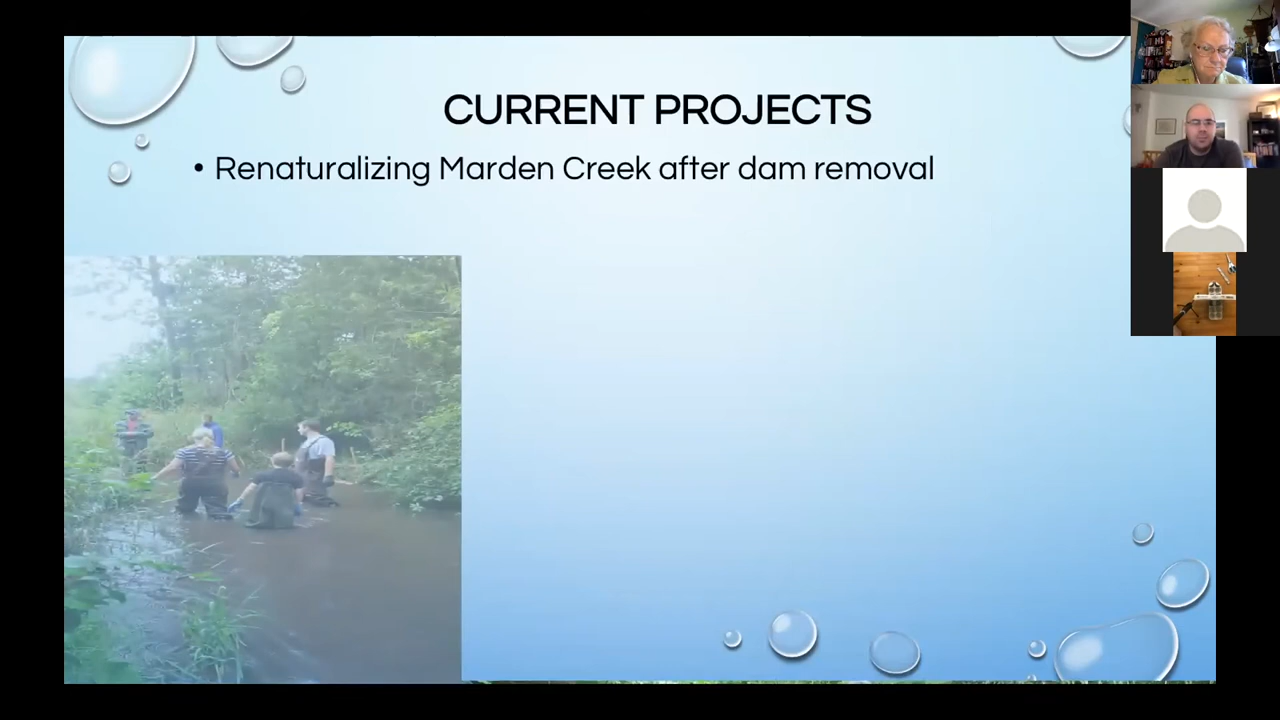 CURRENT PROJECTS
• Renaturalizing Marden Creek after dam removal